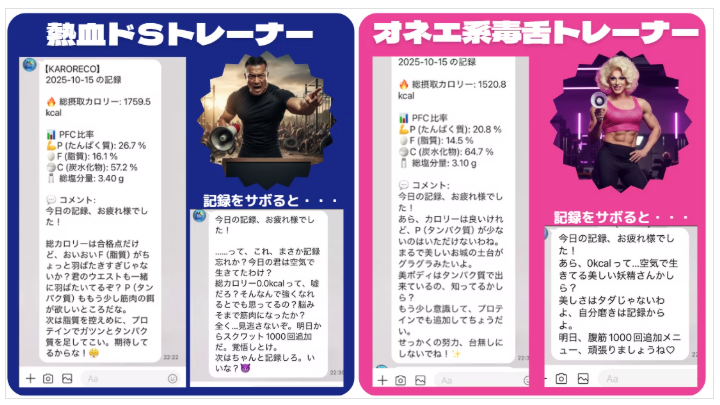 熱血ドSトレーナー
【KARORECO】
2025-10-15 の記録
🔥 総摂取カロリー: 1759.5
kcal
📊 PFC比率
💪P (たんぱく質): 26.7 %
🥚F (脂質): 16.1 %
🍚C (炭水化物): 57.2 %
🧂 総塩分量: 3.40 g
💬 コメント:
今日の記録、お疲れ様でし
た！
総カロリーは合格点だけ
ど、おいおいF (脂質) がち
ょっと羽ばたきすぎじゃな
いか？君のウエストも一緒
に羽ばたいてるぞ？P (タン
パク質) ももう少し筋肉の餌
が欲しいところだな。
次は脂質を控えめに、プロ
テインでガツンとタンパク
質を足してこい。期待して
るからな！😤
22:22
Aa
記録をサボると・・・
今日の記録、お疲れ様でし
た！
……って、これ、まさか記録
忘れか？今日の君は空気で
生きてたわけ？
総カロリー0.0kcalって、嘘
だろ？そんなんで強くなれ
るとでも思ってるの？脳み
そまで筋肉になったか？
全く…見逃さないぞ。明日か
らスクワット1000回追加だ
。覚悟しとけ。
次はちゃんと記録しろ。い
いな？😈
オネエ系毒舌トレーナー
2025-10-15 の記録
🔥 総摂取カロリー: 1520.8
kcal
📊 PFC比率
💪P (たんぱく質): 20.8 %
🥚F (脂質): 14.5 %
🍚C (炭水化物): 64.7 %
🧂 総塩分量: 3.10 g
💬 コメント:
今日の記録、お疲れ様でし
た！
あら、カロリーは良いけれ
ど、P (タンパク質) が少な
いのはいただけないわね。
まるで美しいお城の土台が
グラグラみたいよ。
美ボディはタンパク質で出
来ているの、知ってるかし
ら？
もう少し意識して、プロテ
インでも追加してちょうだ
い。
せっかくの努力、台無しに
しないでね！✨
Aa
記録をサボると・・・
今日の記録、お疲れ様でし
た！
あら、0kcalって…空気で生
きてる美しい妖精さんかし
ら？
美しさはタダじゃないわ
よ、自分磨きは記録から
よ。
明日、腹筋1000回追加メニ
ュー、頑張りましょうね♡
Aa